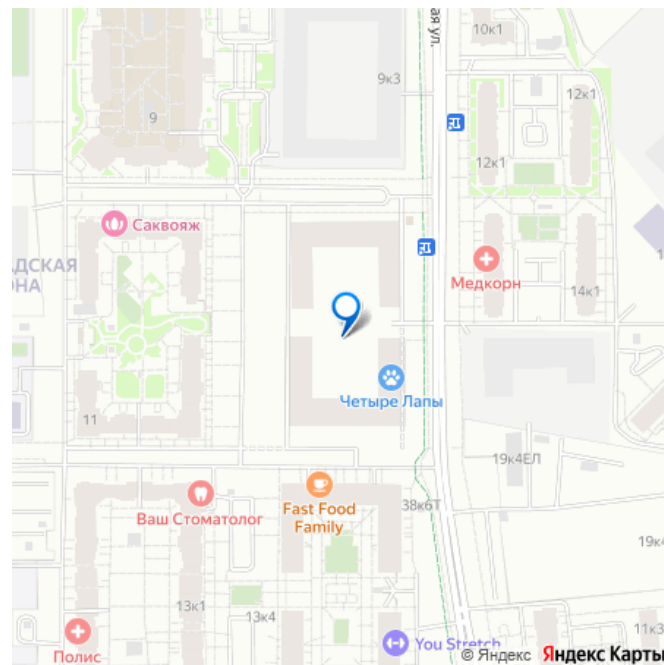 ая ул.
10к1
9к3
9
12к1
12к1
Саквояж
АДСКАЯ
ОНА
Медкорн
14к1
Четыре Лапы
11
19к4ЕЛ
Fast Food
Family
Ваш Стоматолог
38к6Т
19к4
13к1
13к4
11к3
Полис
You Stretch
© Яндекс Яндекс Карты